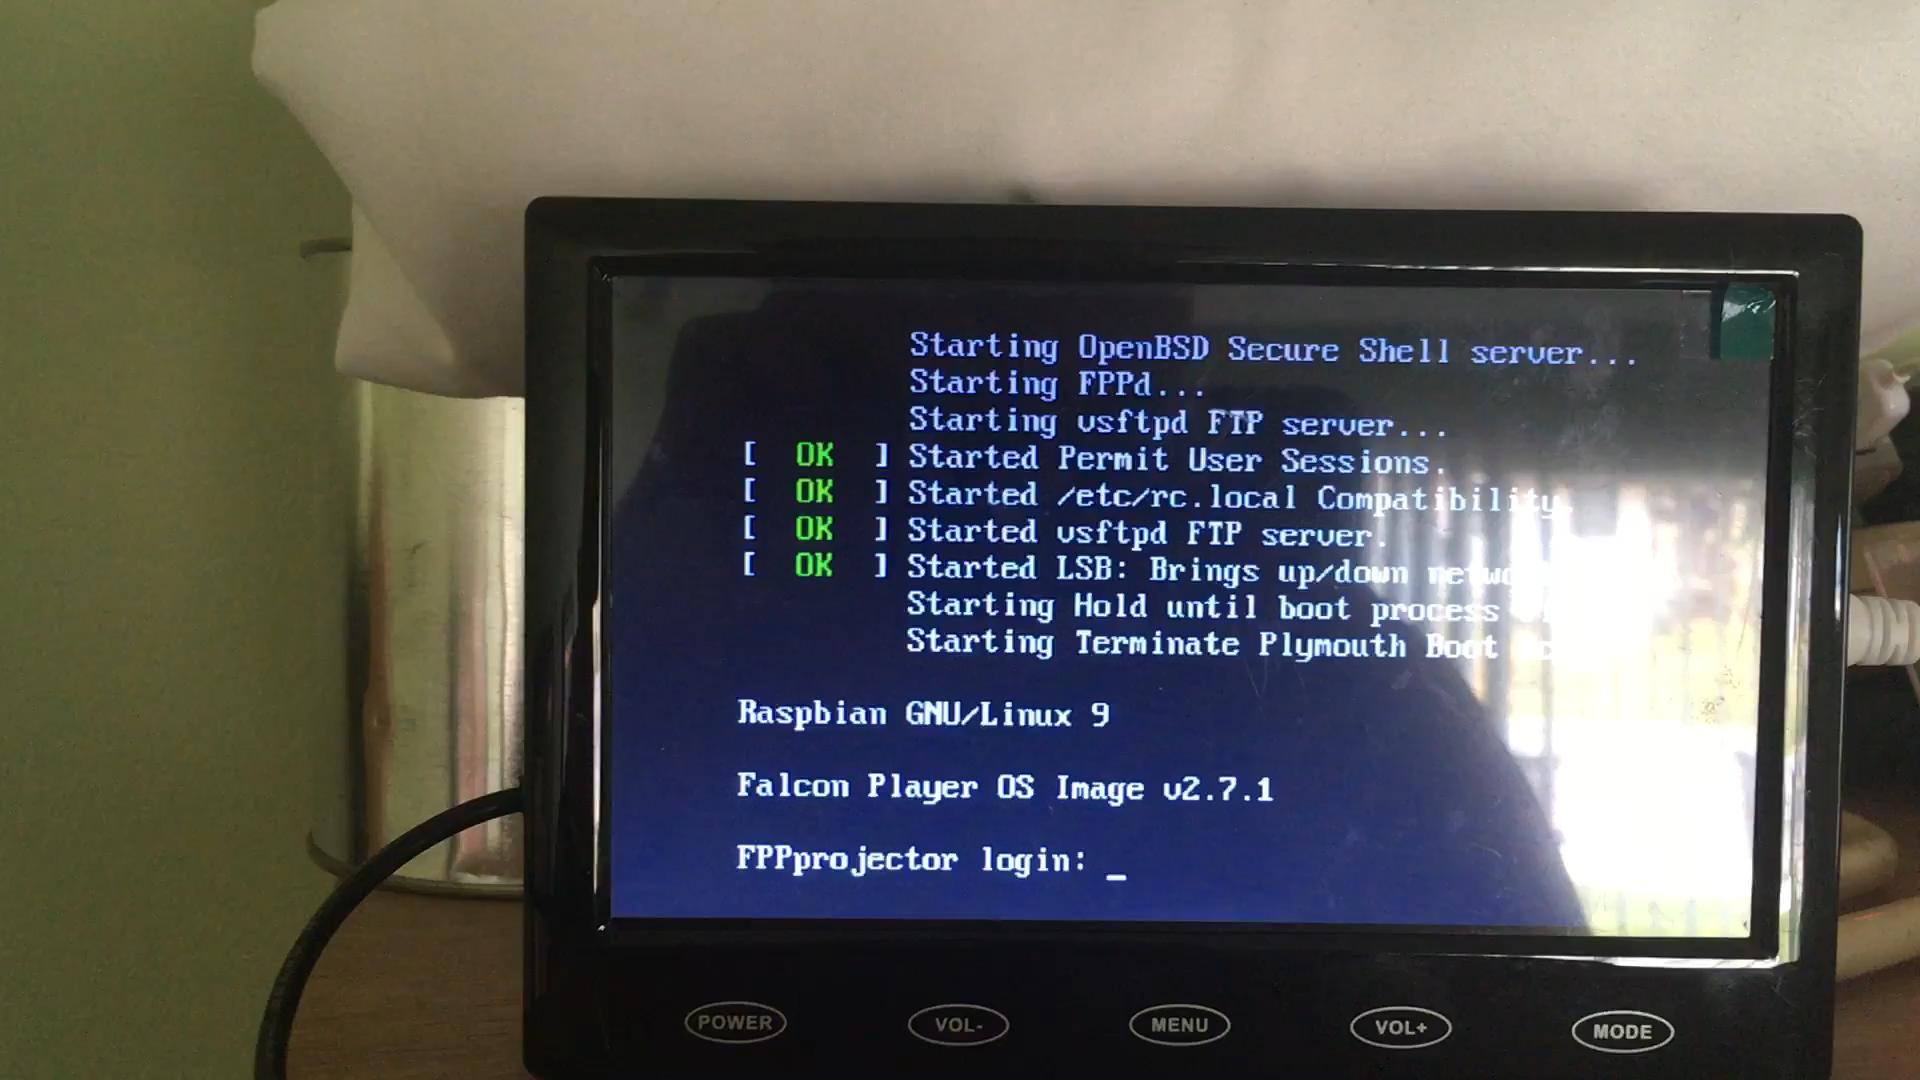 Starting OpenBSD Secure Shell server...
Starting FPPd...
Starting vsftpd FTP server...
[ OK ] Started Permit User Sessions.
[ OK ] Started /etc/rc.local Compatibility.
[ OK ] Started vsftpd FTP server.
[ OK ] Started LSB: Brings up/down
Starting Hold until boot process
Starting Terminate Plymouth Boot
Raspbian GNU/Linux 9
Falcon Player OS Image v2.7.1
FPPprojector login: _
POWER VOL- MENU VOL+ MODE